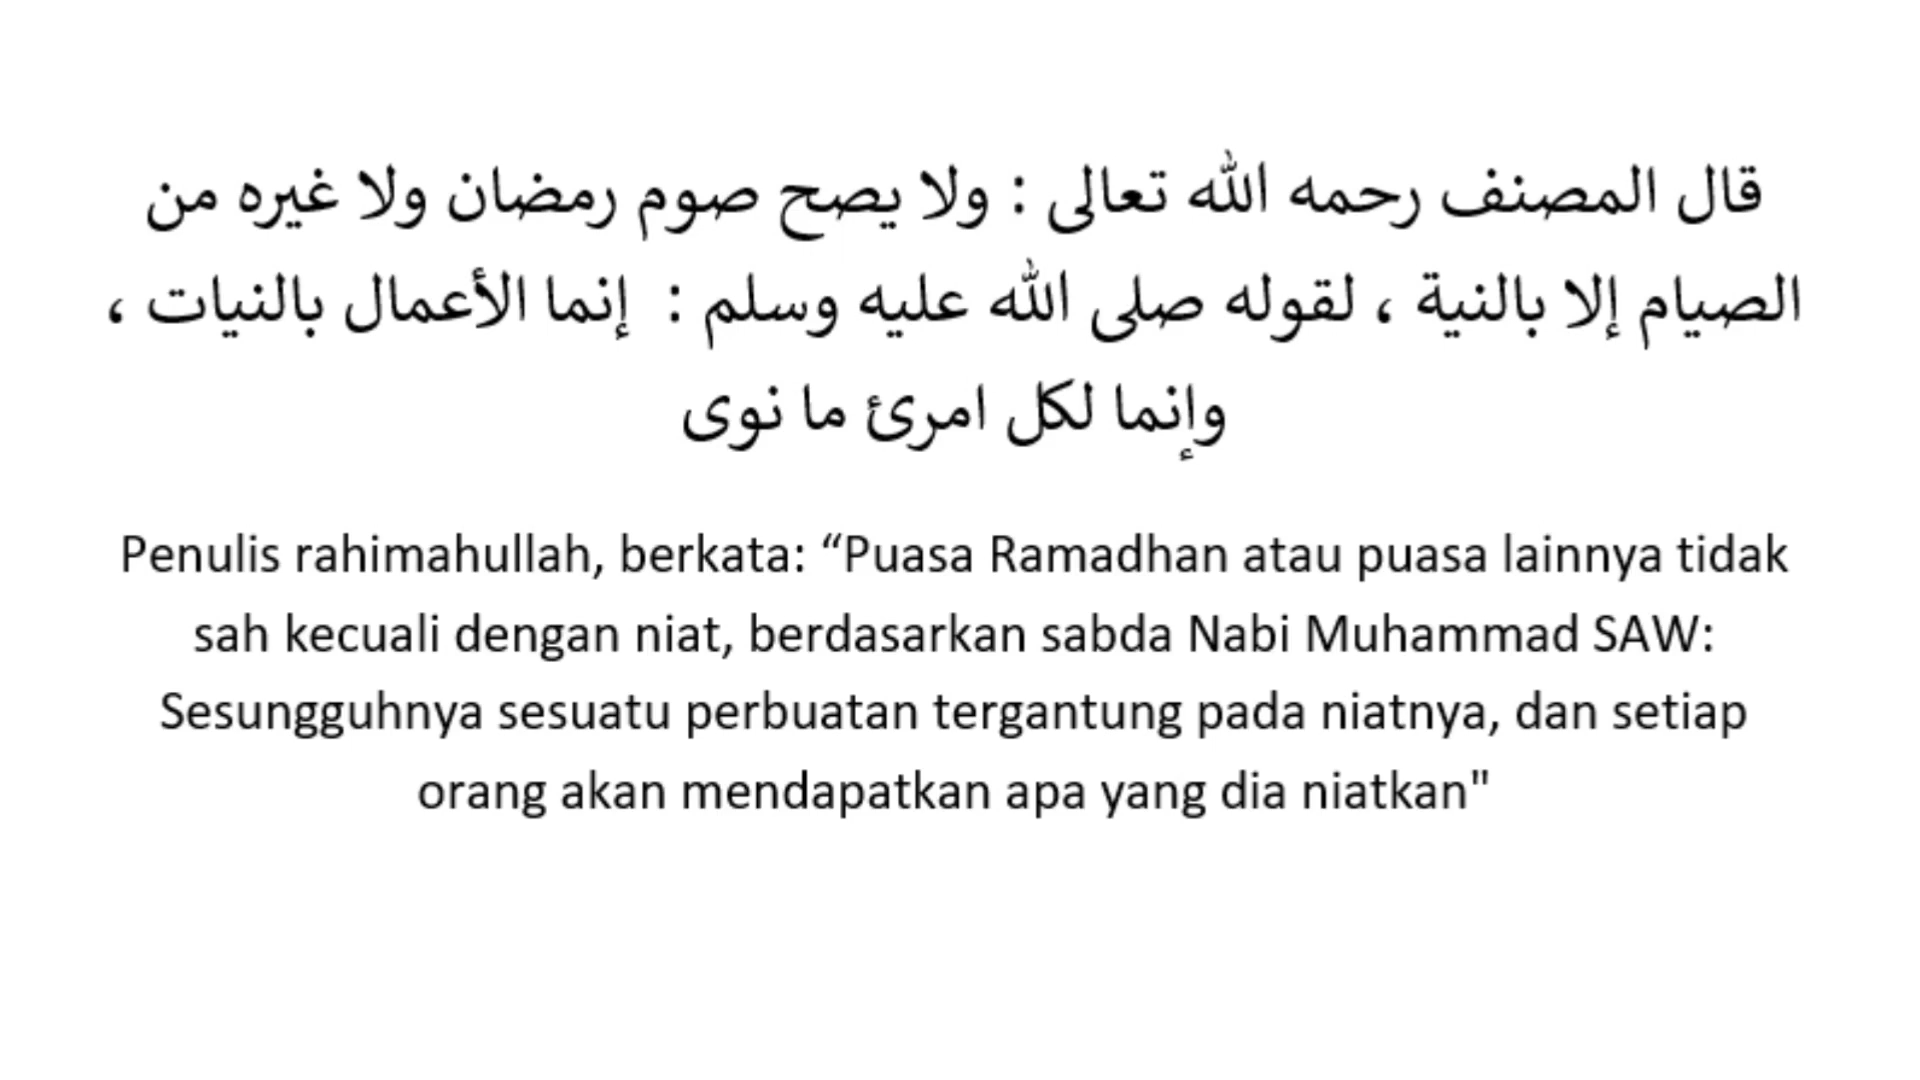 قال المصنف رحمه الله تعالى : ولا يصح صوم رمضان ولا غيره من
الصيام إلا بالنية ، لقوله صلى الله عليه وسلم : إنما الأعمال بالنيات ،
وإنما لكل امرئ ما نوى
Penulis rahimahullah, berkata: “Puasa Ramadhan atau puasa lainnya tidak
sah kecuali dengan niat, berdasarkan sabda Nabi Muhammad SAW:
Sesungguhnya sesuatu perbuatan tergantung pada niatnya, dan setiap
orang akan mendapatkan apa yang dia niatkan"